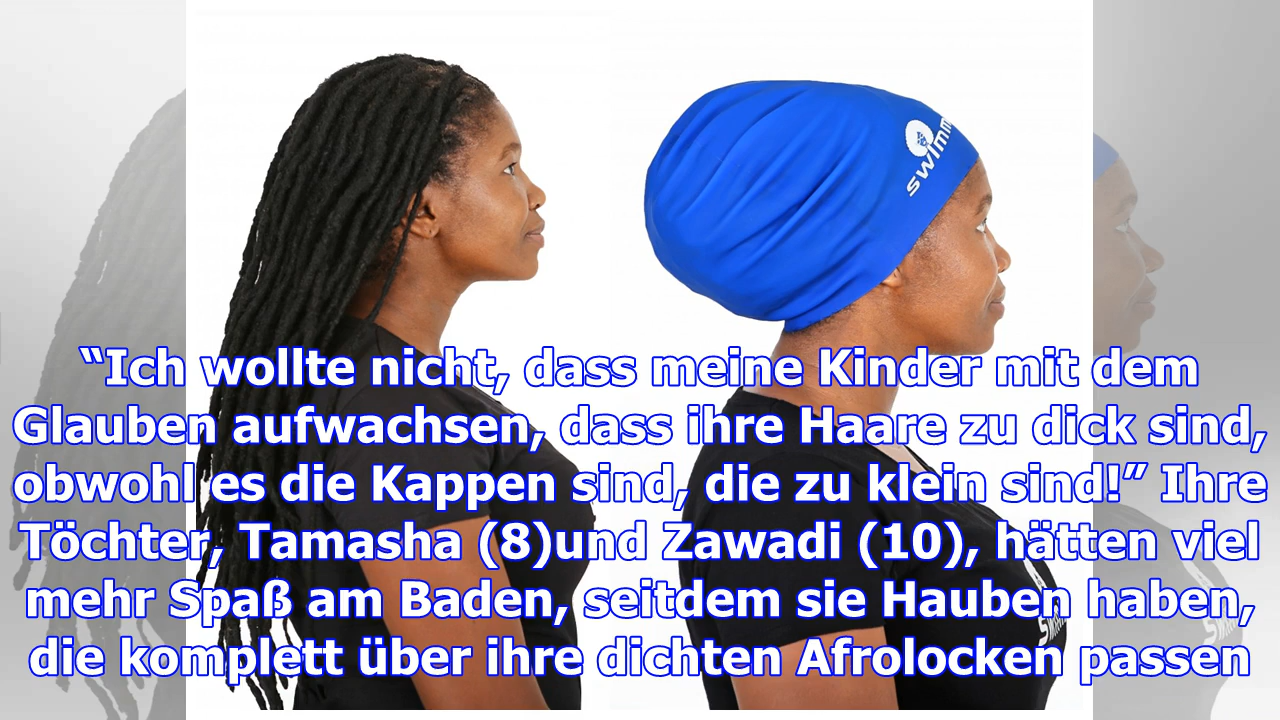 swimm
“Ich wollte nicht, dass meine Kinder mit dem
Glauben aufwachsen, dass ihre Haare zu dick sind,
obwohl es die Kappen sind, die zu klein sind!” Ihre
Töchter, Tamasha (8)und Zawadi (10), hätten viel
mehr Spaß am Baden, seitdem sie Hauben haben,
die komplett über ihre dichten Afrolocken passen